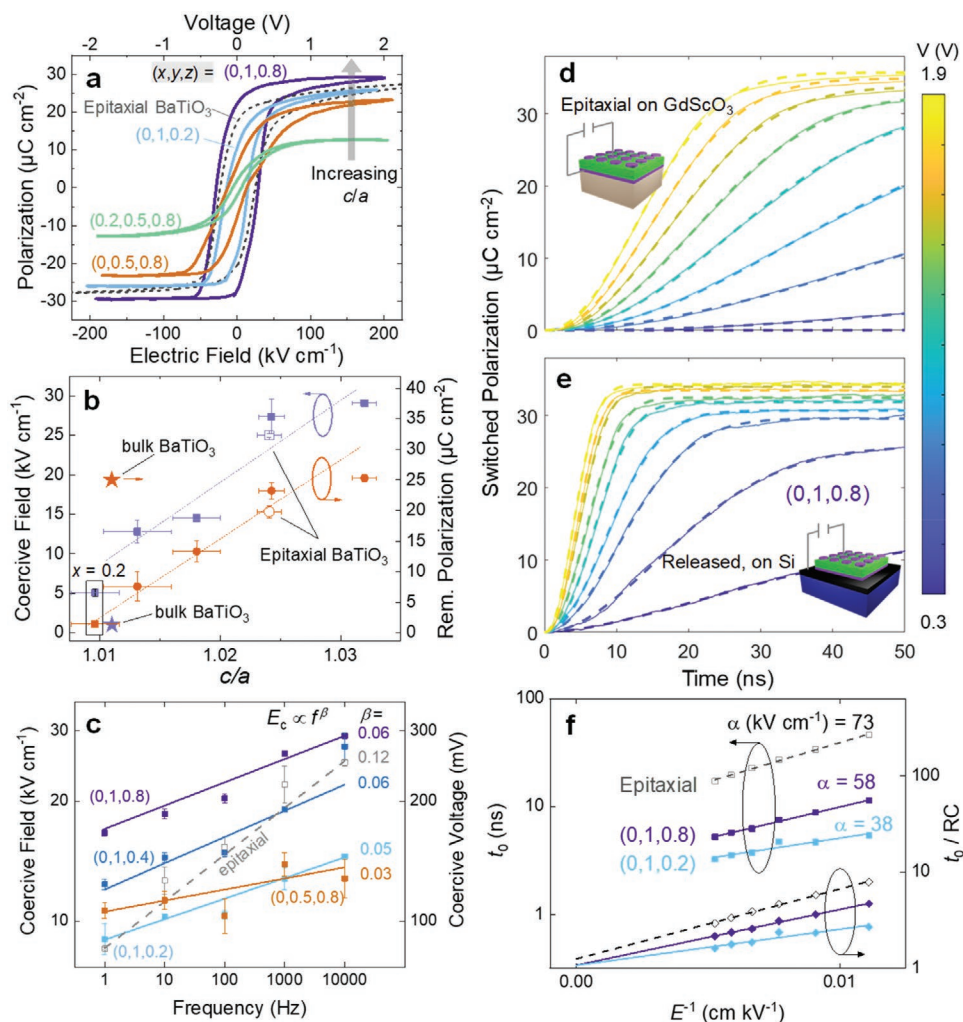 Voltage (V)
-2 -1 0 1 2
a
(x,y,z) = (0,1,0.8)
Epitaxial BaTiO3
(0,1,0.2)
Increasing
c/a
(0.2,0.5,0.8)
(0,0.5,0.8)
30
20
10
0
-10
-20
-30
Polarization (µC cm-2)
-200 -100 0 100 200
Electric Field (kV cm-1)
b
bulk BaTiO3
Epitaxial BaTiO3
x = 0.2
bulk BaTiO3
30
25
20
15
10
5
0
Coercive Field (kV cm-1)
40
35
30
25
20
15
10
5
0
Rem. Polarization (µC cm-2)
1.01 1.02 1.03
c/a
c
Ec ∝ f^β β=
0.06
0.12
0.06
0.05
0.03
(0,1,0.8)
(0,1,0.4)
epitaxial
(0,0.5,0.8)
(0,1,0.2)
30
20
10
Coercive Field (kV cm-1)
300
200
100
Coercive Voltage (mV)
1 10 100 1000 10000
Frequency (Hz)
d
Epitaxial on GdScO3
30
20
10
0
e
(0,1,0.8)
Released, on Si
30
20
10
0
Switched Polarization (µC cm-2)
0 10 20 30 40 50
Time (ns)
V (V)
1.9
0.3
f
α (kV cm-1) = 73
Epitaxial
α = 58
(0,1,0.8)
α = 38
(0,1,0.2)
100
10
1
t0 (ns)
100
10
1
t0 / RC
0.00 0.01
E-1 (cm kV-1)